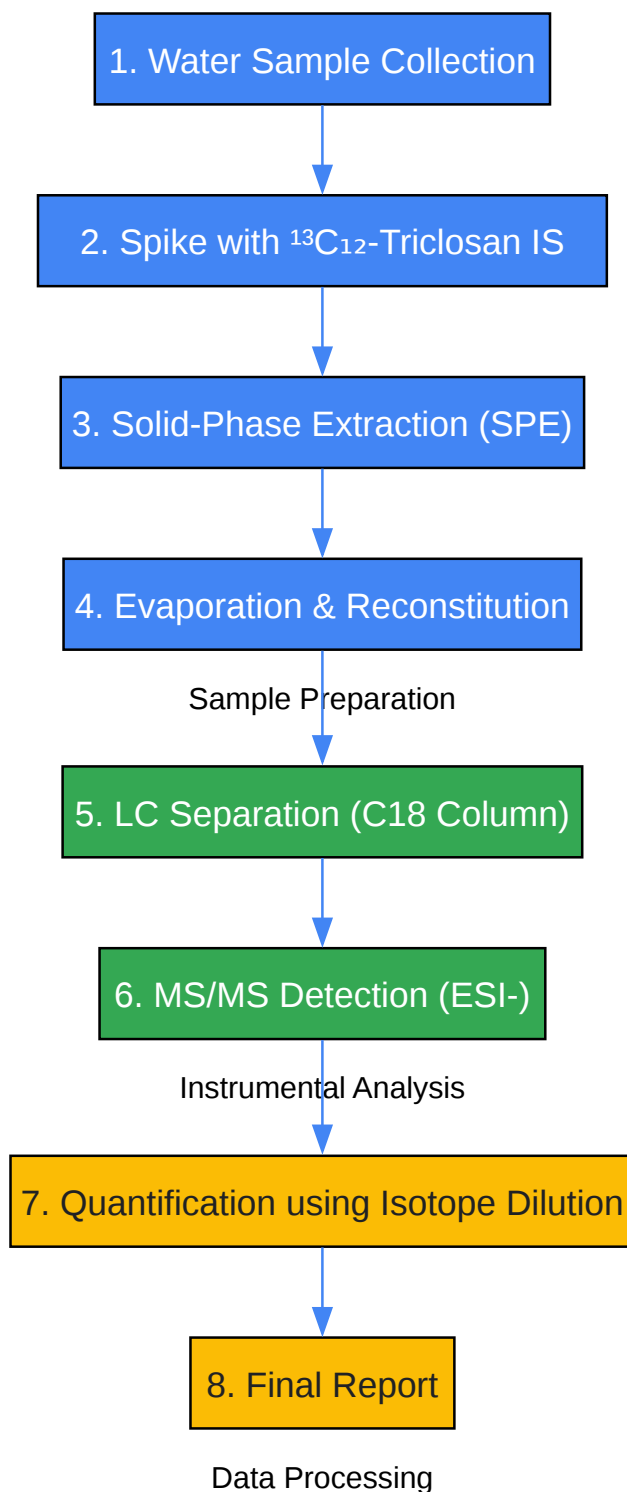 1. Water Sample Collection
2. Spike with ¹³C₁₂-Triclosan IS
3. Solid-Phase Extraction (SPE)
4. Evaporation & Reconstitution
Sample Preparation
5. LC Separation (C18 Column)
6. MS/MS Detection (ESI-)
Instrumental Analysis
7. Quantification using Isotope Dilution
8. Final Report
Data Processing